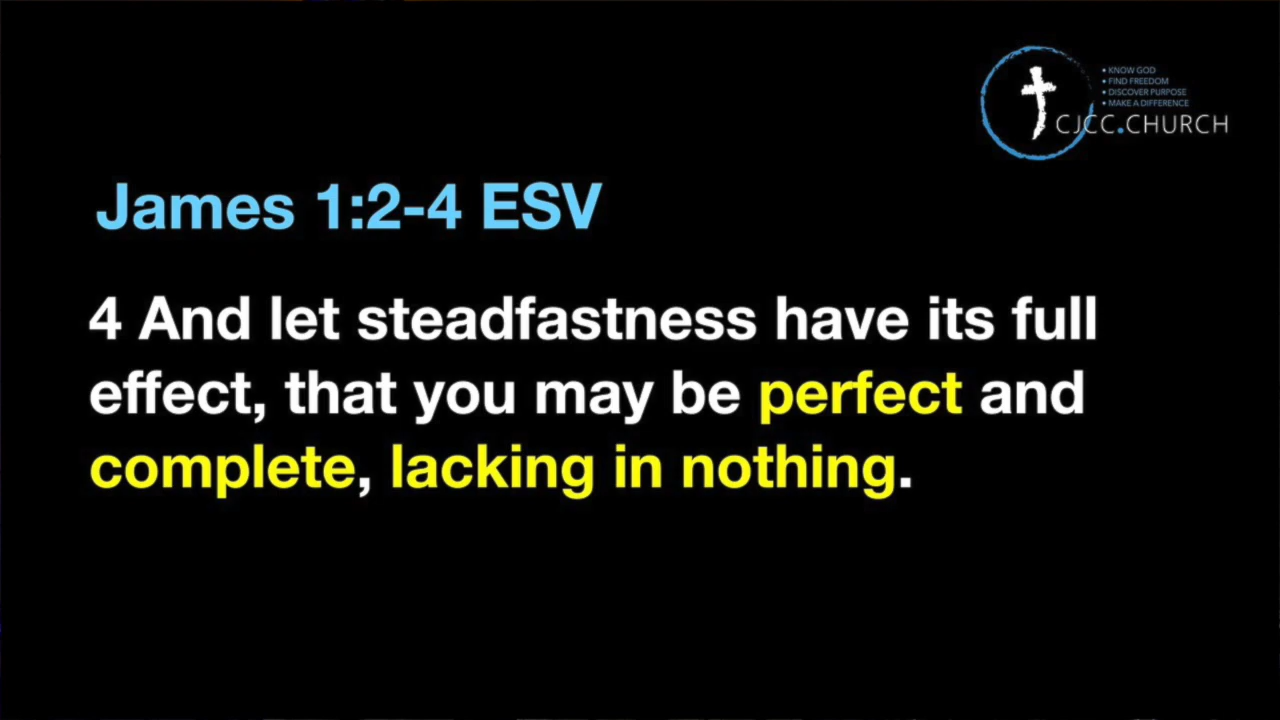 • KNOW GOD
• FIND FREEDOM
• DISCOVER PURPOSE
• MAKE A DIFFERENCE
CJCC.CHURCH
James 1:2-4 ESV
4 And let steadfastness have its full
effect, that you may be perfect and
complete, lacking in nothing.